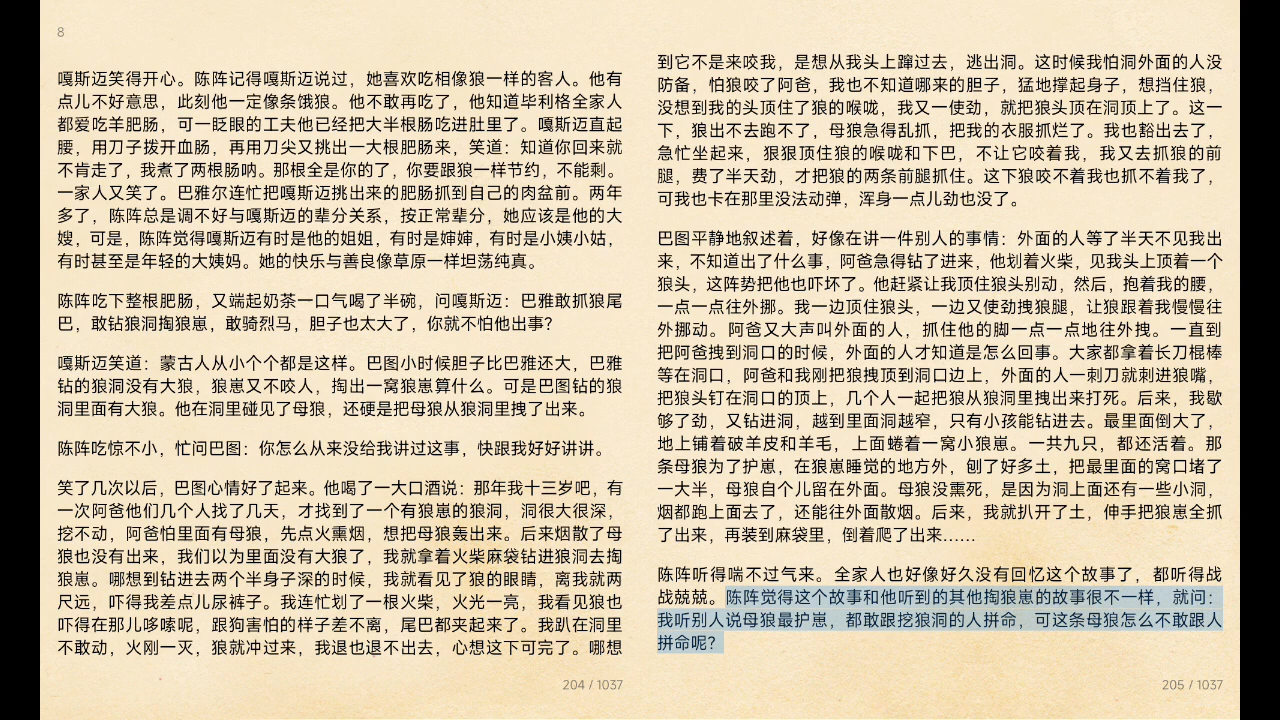 8
嘎斯迈笑得开心。陈阵记得嘎斯迈说过，她喜欢吃相像狼一样的客人。他有
点儿不好意思，此刻他一定像条饿狼。他不敢再吃了，他知道毕利格全家人
都爱吃羊肥肠，可一眨眼的工夫他已经把大半根肠吃进肚里了。嘎斯迈直起
腰，用刀子拨开血肠，再用刀尖又挑出一大根肥肠来，笑道：知道你回来就
不肯走了，我煮了两根肠呐。那根全是你的了，你要跟狼一样节约，不能剩。
一家人又笑了。巴雅尔连忙把嘎斯迈挑出来的肥肠抓到自己的肉盆前。两年
多了，陈阵总是调不好与嘎斯迈的辈分关系，按正常辈分，她应该是他的大
嫂，可是，陈阵觉得嘎斯迈有时是他的姐姐，有时是婶婶，有时是小姨小姑，
有时甚至是年轻的大姨妈。她的快乐与善良像草原一样坦荡纯真。
陈阵吃下整根肥肠，又端起奶茶一口气喝了半碗，问嘎斯迈：巴雅敢抓狼尾
巴，敢钻狼洞掏狼崽，敢骑烈马，胆子也太大了，你就不怕他出事？
嘎斯迈笑道：蒙古人从小个个都是这样。巴图小时候胆子比巴雅还大，巴雅
钻的狼洞没有大狼，狼崽又不咬人，掏出一窝狼崽算什么。可是巴图钻的狼
洞里面有大狼。他在洞里碰见了母狼，还硬是把母狼从狼洞里拽了出来。
陈阵吃惊不小，忙问巴图：你怎么从来没给我讲过这事，快跟我好好讲讲。
笑了几次以后，巴图心情好了起来。他喝了一大口酒说：那年我十三岁吧，有
一次阿爸他们几个人找了几天，才找到了一个有狼崽的狼洞，洞很大很深，
挖不动，阿爸怕里面有母狼，先点火熏烟，想把母狼轰出来。后来烟散了母
狼也没有出来，我们以为里面没有大狼了，我就拿着火柴麻袋钻进狼洞去掏
狼崽。哪想到钻进去两个半身子深的时候，我就看见了狼的眼睛，离我就两
尺远，吓得我差点儿尿裤子。我连忙划了一根火柴，火光一亮，我看见狼也
吓得在那儿哆嗦呢，跟狗害怕的样子差不离，尾巴都夹起来了。我趴在洞里
不敢动，火刚一灭，狼就冲过来，我退也退不出去，心想这下可完了。哪想
204 / 1037
到它不是来咬我，是想从我头上蹿过去，逃出洞。这时候我怕洞外面的人没
防备，怕狼咬了阿爸，我也不知道哪来的胆子，猛地撑起身子，想挡住狼，
没想到我的头顶住了狼的喉咙，我又一使劲，就把狼头顶在洞顶上了。这一
下，狼出不去跑不了，母狼急得乱抓，把我的衣服抓烂了。我也豁出去了，
急忙坐起来，狠狠顶住狼的喉咙和下巴，不让它咬着我，我又去抓狼的前
腿，费了半天劲，才把狼的两条前腿抓住。这下狼咬不着我也抓不着我了，
可我也卡在那里没法动弹，浑身一点儿劲也没了。
巴图平静地叙述着，好像在讲一件别人的事情：外面的人等了半天不见我出
来，不知道出了什么事，阿爸急得钻了进来，他划着火柴，见我头上顶着一个
狼头，这阵势把他也吓坏了。他赶紧让我顶住狼头别动，然后，抱着我的腰，
一点一点往外挪。我一边顶住狼头，一边又使劲拽狼腿，让狼跟着我慢慢往
外挪动。阿爸又大声叫外面的人，抓住他的脚一点一点地往外拽。一直到
把阿爸拽到洞口的时候，外面的人才知道是怎么回事。大家都拿着长刀棍棒
等在洞口，阿爸和我刚把狼拽顶到洞口边上，外面的人一刺刀就刺进狼嘴，
把狼头钉在洞口的顶上，几个人一起把狼从狼洞里拽出来打死。后来，我歇
够了劲，又钻进洞，越到里面洞越窄，只有小孩能钻进去。最里面倒大了，
地上铺着破羊皮和羊毛，上面蜷着一窝小狼崽。一共九只，都还活着。那
条母狼为了护崽，在狼崽睡觉的地方外，刨了好多土，把最里面的窝口堵了
一大半，母狼自个儿留在外面。母狼没熏死，是因为洞上面还有一些小洞，
烟都跑上面去了，还能往外面散烟。后来，我就扒开了土，伸手把狼崽全抓
了出来，再装到麻袋里，倒着爬了出来……
陈阵听得喘不过气来。全家人也好像好久没有回忆这个故事了，都听得战
战兢兢。陈阵觉得这个故事和他听到的其他掏狼崽的故事很不一样，就问：
我听别人说母狼最护崽，都敢跟挖狼洞的人拼命，可这条母狼怎么不敢跟人
拼命呢？
205 / 1037